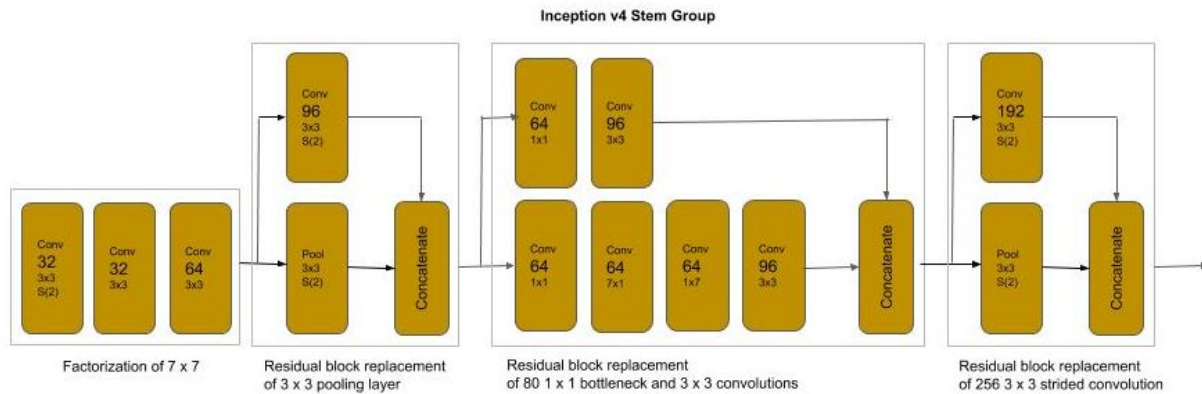 Inception v4 Stem Group
Conv
32
3x3
S(2)
Conv
32
3x3
Conv
64
3x3
Factorization of 7 x 7
Conv
96
3x3
S(2)
Pool
3x3
S(2)
Concatenate
Residual block replacement
of 3 x 3 pooling layer
Conv
64
1x1
Conv
96
3x3
Conv
64
1x1
Conv
64
7x1
Conv
64
1x7
Conv
96
3x3
Concatenate
Residual block replacement
of 80 1 x 1 bottleneck and 3 x 3 convolutions
Conv
192
3x3
S(2)
Pool
3x3
S(2)
Concatenate
Residual block replacement
of 256 3 x 3 strided convolution